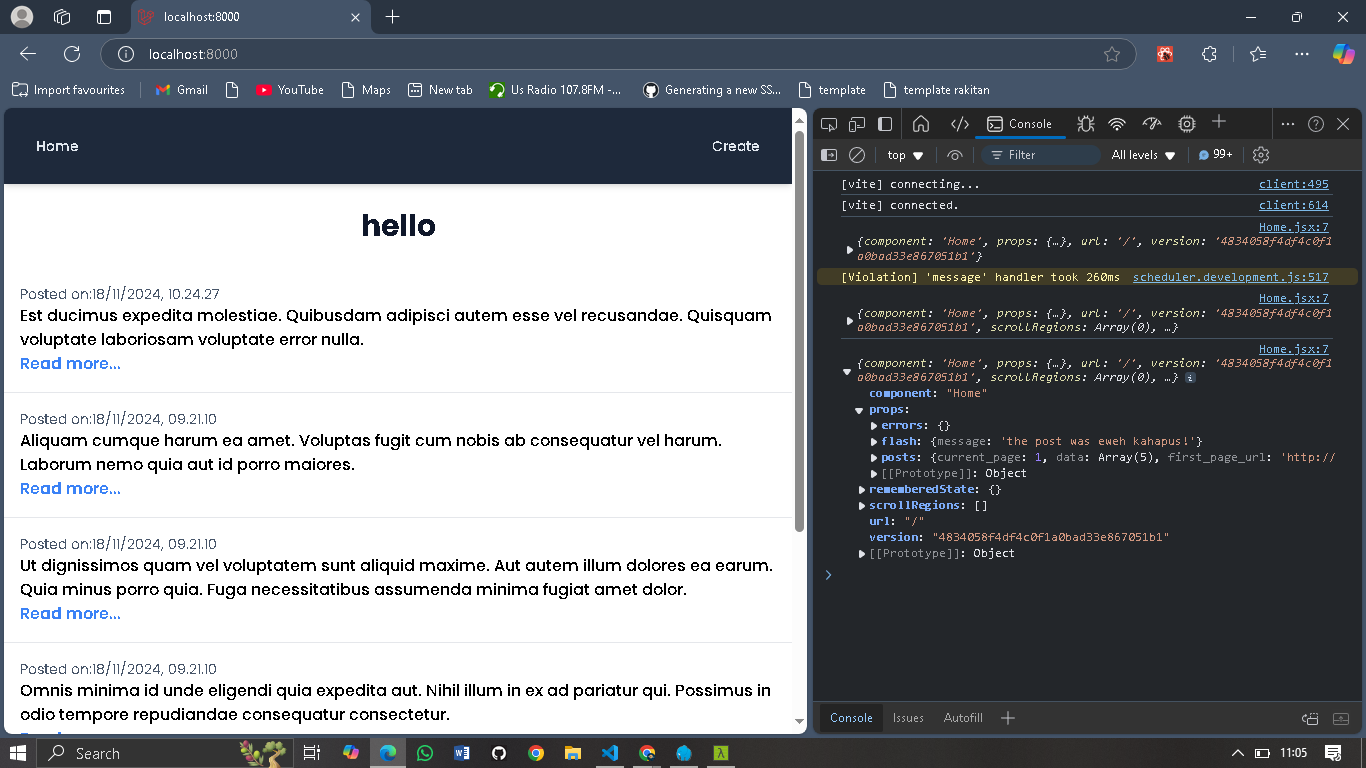 localhost:8000
localhost:8000
Import favourites
Gmail
YouTube
Maps
New tab
Us Radio 107.8FM -...
Generating a new SS...
template
template rakitan
Home
Create
hello
Posted on:18/11/2024, 10.24.27
Est ducimus expedita molestiae. Quibusdam adipisci autem esse vel recusandae. Quisquam
voluptate laboriosam voluptate error nulla.
Read more...
Posted on:18/11/2024, 09.21.10
Aliquam cumque harum ea amet. Voluptas fugit cum nobis ab consequatur vel harum.
Laborum nemo quia aut id porro maiores.
Read more...
Posted on:18/11/2024, 09.21.10
Ut dignissimos quam vel voluptatem sunt aliquid maxime. Aut autem illum dolores ea earum.
Quia minus porro quia. Fuga necessitatibus assumenda minima fugiat amet dolor.
Read more...
Posted on:18/11/2024, 09.21.10
Omnis minima id unde eligendi quia expedita aut. Nihil illum in ex ad pariatur qui. Possimus in
odio tempore repudiandae consequatur consectetur.
Console
top
Filter
All levels
99+
[vite] connecting...
client:495
[vite] connected.
client:614
Home.jsx:7
{component: 'Home', props: {…}, url: '/', version: '4834058f4df4c0f1
a0bad33e867051b1'}
[Violation] 'message' handler took 260ms
scheduler.development.js:517
Home.jsx:7
{component: 'Home', props: {…}, url: '/', version: '4834058f4df4c0f1
a0bad33e867051b1', scrollRegions: Array(0), …}
Home.jsx:7
{component: 'Home', props: {…}, url: '/', version: '4834058f4df4c0f1
a0bad33e867051b1', scrollRegions: Array(0), …}
component: "Home"
props:
errors: {}
flash: {message: 'the post was eweh kahapus!'}
posts: {current_page: 1, data: Array(5), first_page_url: 'http://
[[Prototype]]: Object
rememberedState: {}
scrollRegions: []
url: "/"
version: "4834058f4df4c0f1a0bad33e867051b1"
[[Prototype]]: Object
Console
Issues
Autofill
Search
11:05